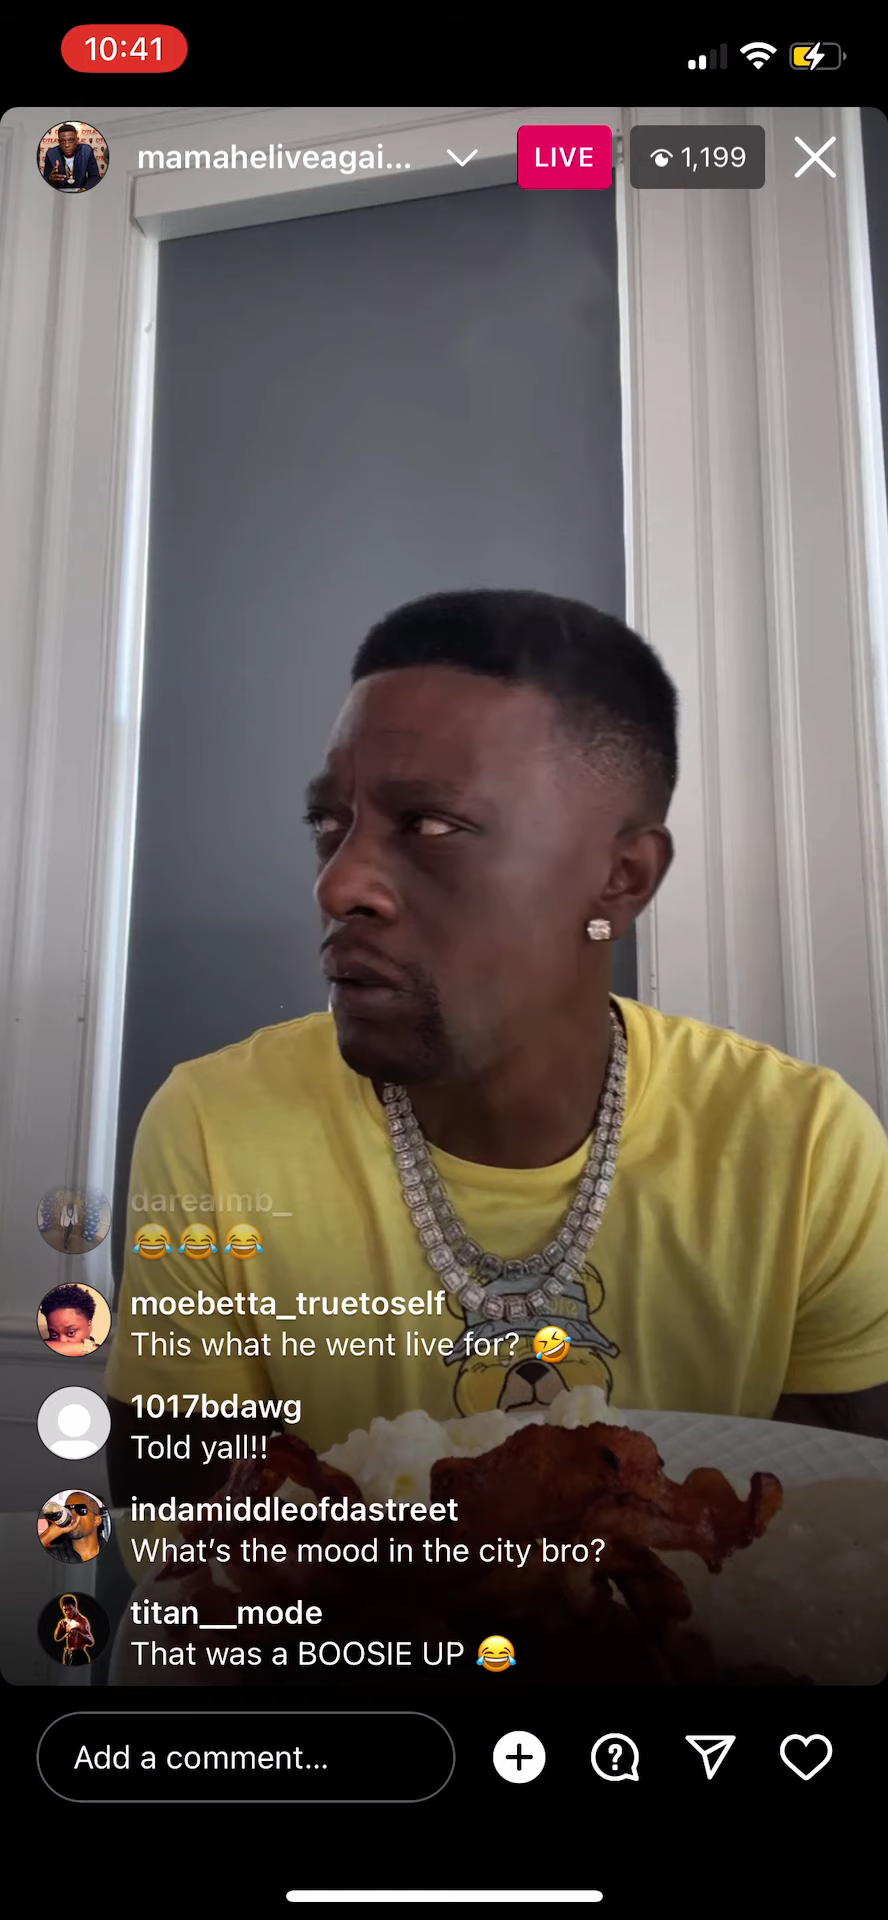 10:41
mamaheliveagai...
LIVE
1,199
darealmb_
😂😂😂
moebetta_truetoself
This what he went live for? 🤣
1017bdawg
Told yall!!
indamiddleofdastreet
What's the mood in the city bro?
titan__mode
That was a BOOSIE UP 😂
Add a comment...